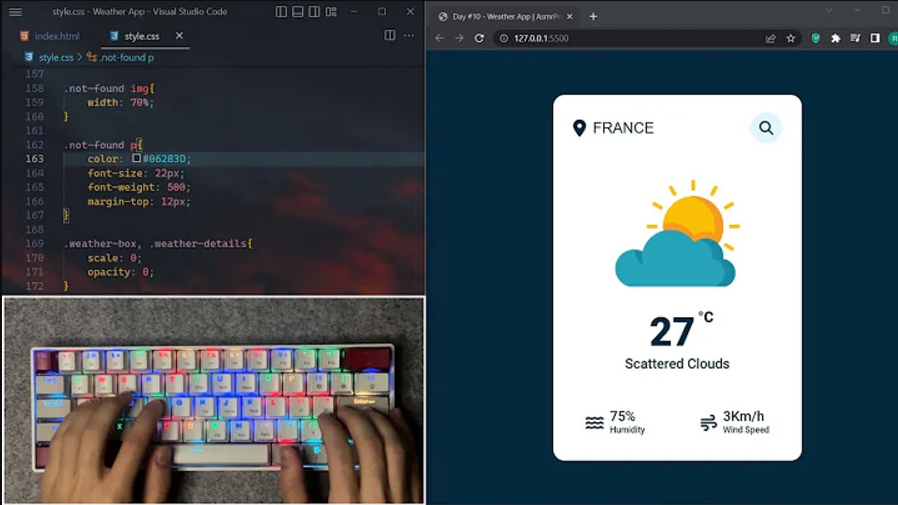 style.css - Weather App - Visual Studio Code
index.html
style.css
style.css > .not-found p
157
158 .not-found img{
159 width: 70%;
160 }
161
162 .not-found p{
163 color: #06283D;
164 font-size: 22px;
165 font-weight: 500;
166 margin-top: 12px;
167 }
168
169 .weather-box, .weather-details{
170 scale: 0;
171 opacity: 0;
172 }
Day #10 - Weather App | AsmrPr
127.0.0.1:5500
FRANCE
27 °C
Scattered Clouds
75%
Humidity
3Km/h
Wind Speed